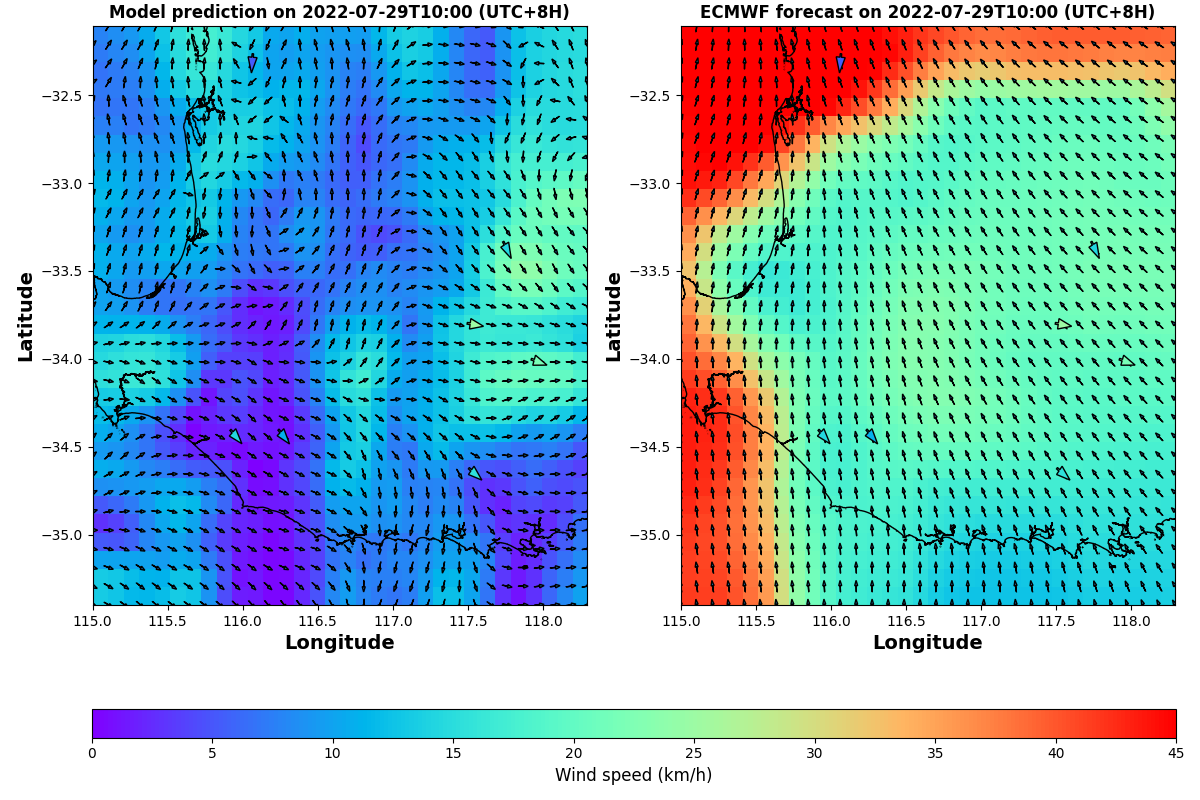 Model prediction on 2022-07-29T10:00 (UTC+8H)
ECMWF forecast on 2022-07-29T10:00 (UTC+8H)
Latitude
−32.5
−33.0
−33.5
−34.0
−34.5
−35.0
115.0 115.5 116.0 116.5 117.0 117.5 118.0
Longitude
Latitude
−32.5
−33.0
−33.5
−34.0
−34.5
−35.0
115.0 115.5 116.0 116.5 117.0 117.5 118.0
Longitude
0 5 10 15 20 25 30 35 40 45
Wind speed (km/h)